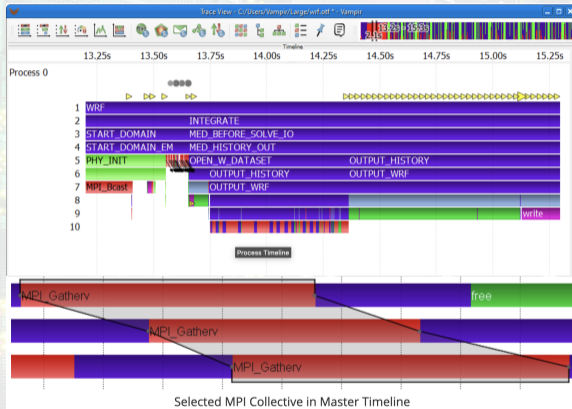 Trace View - C:/Users/Vampir/Large/wrf.otf * - Vampir
Timeline
13.25s 13.50s 13.75s 14.00s 14.25s 14.50s 14.75s 15.00s 15.25s
Process 0
1 WRF
2 INTEGRATE
3 START_DOMAIN MED_BEFORE_SOLVE_IO
4 START_DOMAIN_EM MED_HISTORY_OUT
5 PHY_INIT OPEN_W_DATASET OUTPUT_HISTORY
6 OUTPUT_HISTORY OUTPUT_WRF
7 MPI_Bcast OUTPUT_WRF
8
9 write
10
Process Timeline
MPI_Gatherv free
MPI_Gatherv
MPI_Gatherv
Selected MPI Collective in Master Timeline